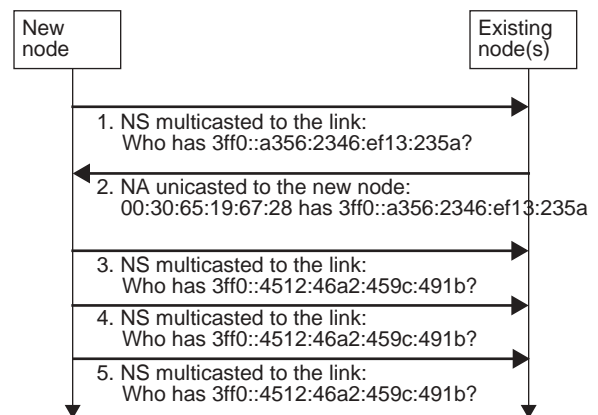 New
node
Existing
node(s)
1. NS multicasted to the link:
Who has 3ff0::a356:2346:ef13:235a?
2. NA unicasted to the new node:
00:30:65:19:67:28 has 3ff0::a356:2346:ef13:235a
3. NS multicasted to the link:
Who has 3ff0::4512:46a2:459c:491b?
4. NS multicasted to the link:
Who has 3ff0::4512:46a2:459c:491b?
5. NS multicasted to the link:
Who has 3ff0::4512:46a2:459c:491b?